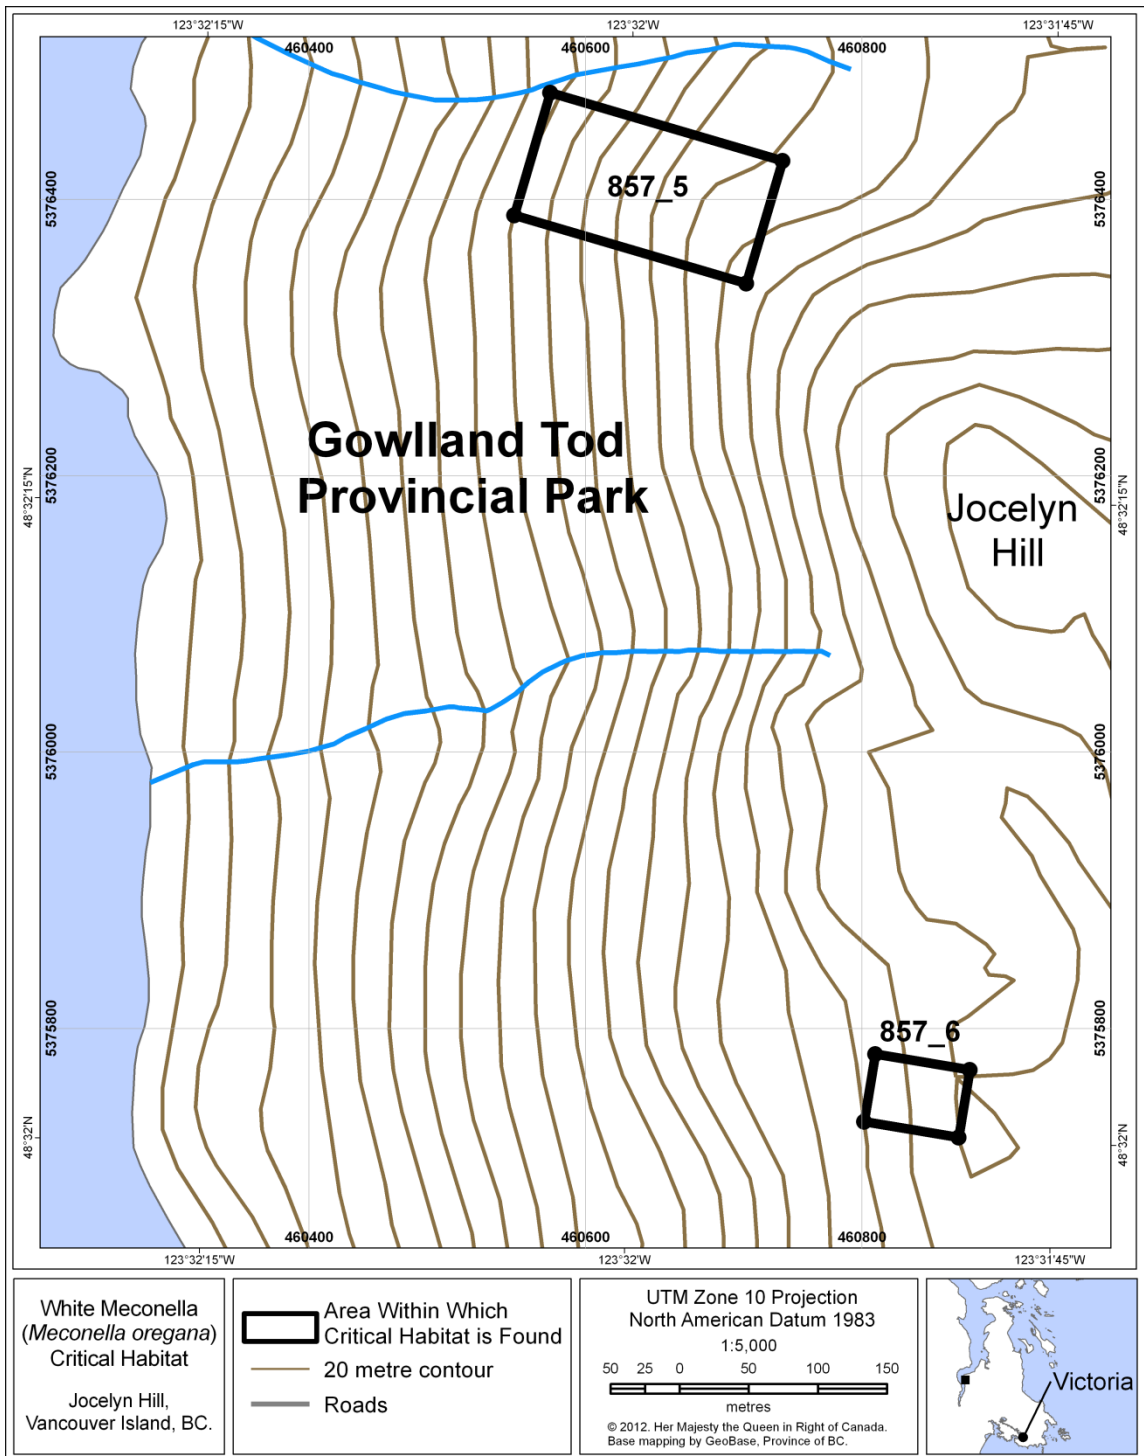 123°32'15"W
123°32'W
123°31'45"W
460400
460600
460800
857_5
5376400
5376400
Gowlland Tod
Provincial Park
5376200
5376200
48°32'15"N
48°32'15"N
Jocelyn
Hill
5376000
5376000
5375800
5375800
857_6
48°32'N
48°32'N
460400
460600
460800
123°32'15"W
123°32'W
123°31'45"W
White Meconella
(Meconella oregana)
Critical Habitat
Jocelyn Hill,
Vancouver Island, BC.
Area Within Which
Critical Habitat is Found
20 metre contour
Roads
UTM Zone 10 Projection
North American Datum 1983
1:5,000
50 25 0 50 100 150
metres
© 2012. Her Majesty the Queen in Right of Canada.
Base mapping by GeoBase, Province of BC.
Victoria